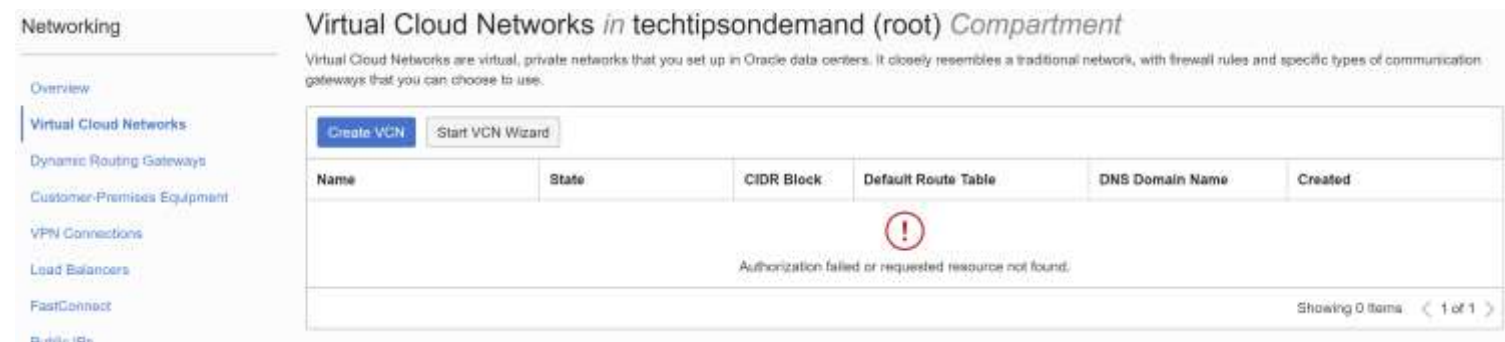 Networking
Overview
Virtual Cloud Networks
Dynamic Routing Gateways
Customer-Premises Equipment
VPN Connections
Load Balancers
FastConnect
Public IPs
Virtual Cloud Networks in techtipsondemand (root) Compartment
Virtual Cloud Networks are virtual, private networks that you set up in Oracle data centers. It closely resembles a traditional network, with firewall rules and specific types of communication
gateways that you can choose to use.
Create VCN Start VCN Wizard
Name State CIDR Block Default Route Table DNS Domain Name Created
!
Authorization failed or requested resource not found.
Showing 0 Items < 1 of 1 >